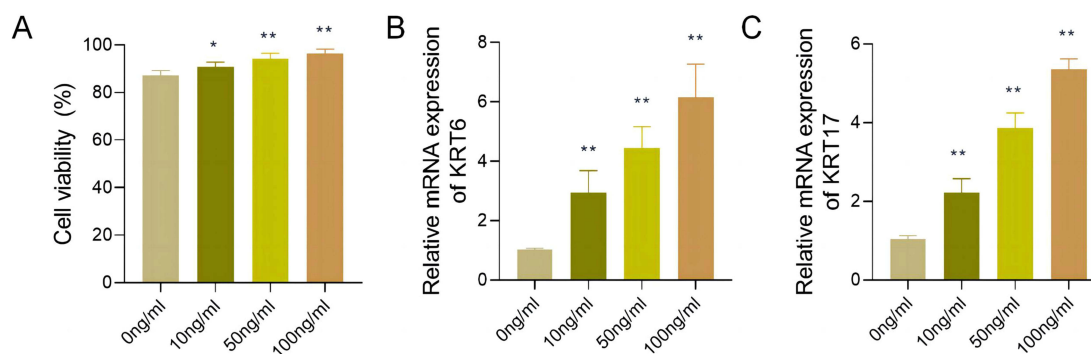 A
Cell viability (%)
100
80
60
40
20
0
*
**
**
0ng/ml
10ng/ml
50ng/ml
100ng/ml
B
Relative mRNA expression
of KRT6
8
6
4
2
0
**
**
**
0ng/ml
10ng/ml
50ng/ml
100ng/ml
C
Relative mRNA expression
of KRT17
6
4
2
0
**
**
**
0ng/ml
10ng/ml
50ng/ml
100ng/ml